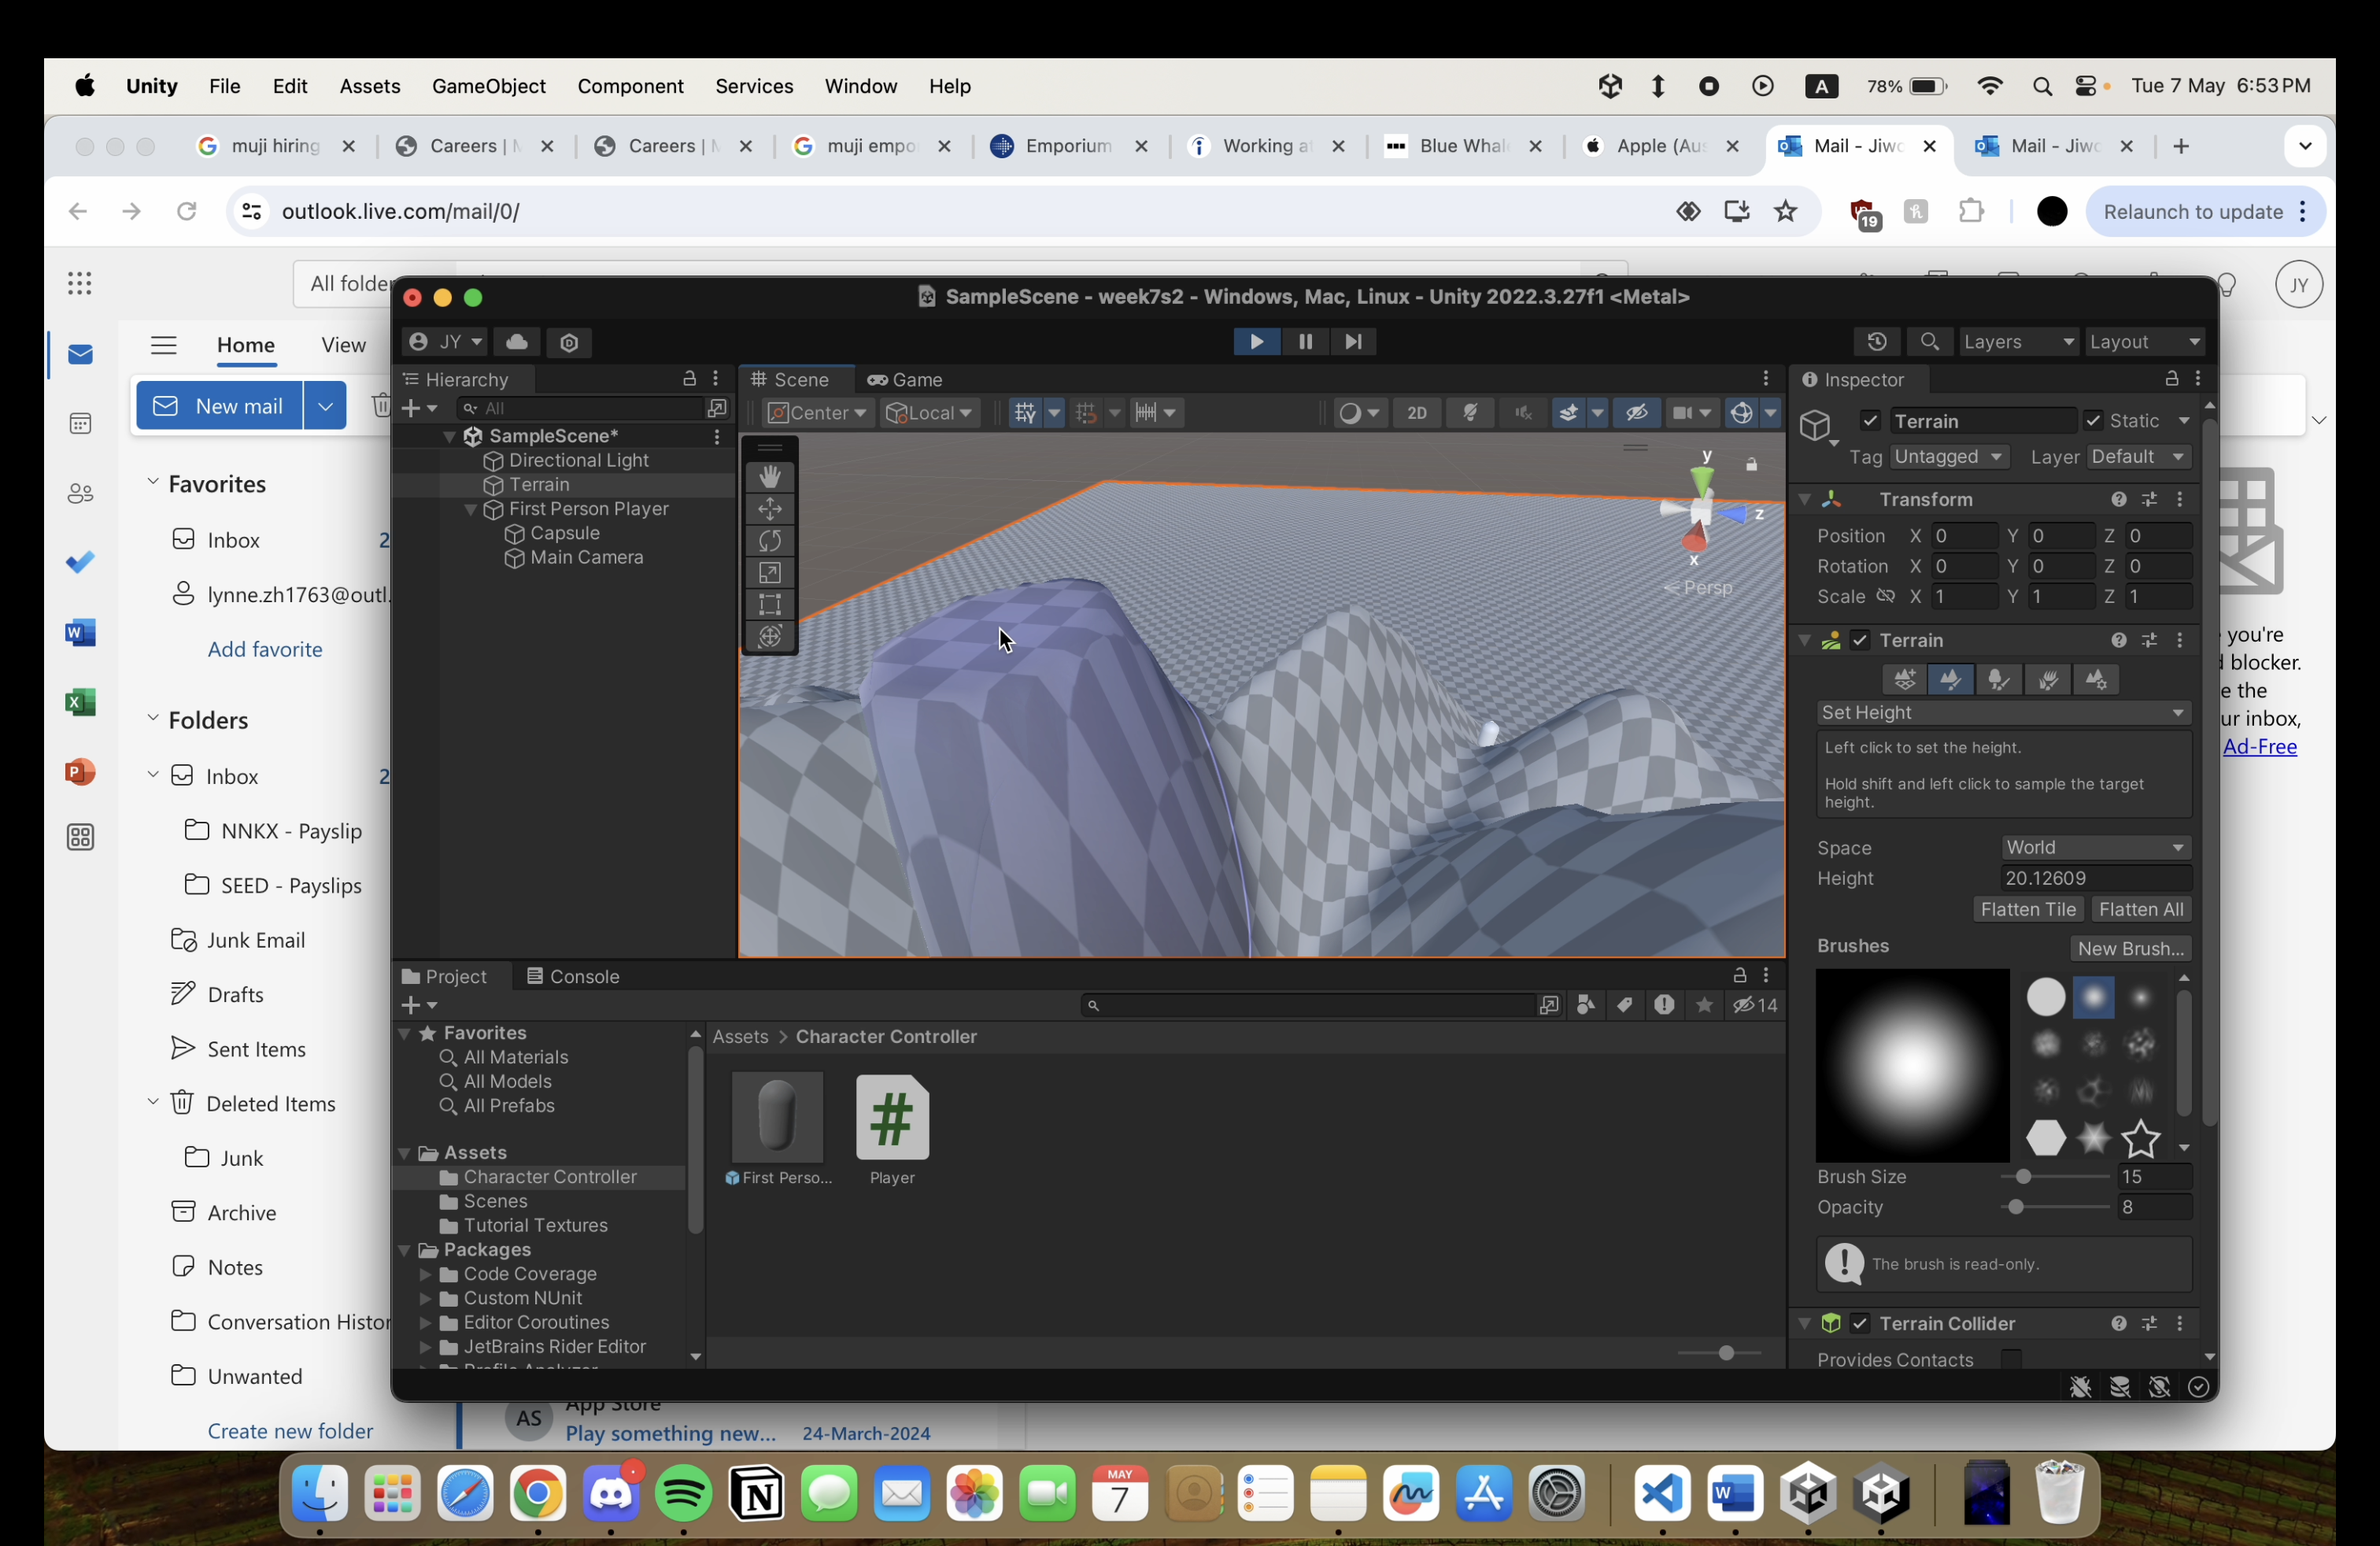 Unity File Edit Assets GameObject Component Services Window Help A 78% Tue 7 May 6:53 PM
muji hiring Careers | Careers | muji empo Emporium Working a Blue Whal Apple (Aus Mail - Jiwo Mail - Jiwo
outlook.live.com/mail/0/ 19 Relaunch to update
All folder JY
SampleScene - week7s2 - Windows, Mac, Linux - Unity 2022.3.27f1 <Metal>
Home View
JY Layers Layout
Hierarchy Scene Game Inspector
New mail
All Center Local 2D
Terrain Static
SampleScene*
Directional Light
Tag Untagged Layer Default
Terrain
First Person Player
Capsule
Main Camera
y
z
x
Persp
Transform
Position X 0 Y 0 Z 0
Rotation X 0 Y 0 Z 0
Scale X 1 Y 1 Z 1
Terrain
Set Height
Left click to set the height.
Hold shift and left click to sample the target
height.
Space World
Height 20.12609
Flatten Tile Flatten All
Brushes New Brush...
Brush Size 15
Opacity 8
The brush is read-only.
Terrain Collider
Provides Contacts
Favorites
Inbox 2
lynne.zh1763@outl.
Add favorite
Folders
Inbox 2
NNKX - Payslip
SEED - Payslips
Junk Email
Drafts
Sent Items
Deleted Items
Junk
Archive
Notes
Conversation Histor
Unwanted
Create new folder
you're
blocker.
e the
ur inbox,
Ad-Free
Project Console
14
Favorites
All Materials
All Models
All Prefabs
Assets
Character Controller
Scenes
Tutorial Textures
Packages
Code Coverage
Custom NUnit
Editor Coroutines
JetBrains Rider Editor
Assets > Character Controller
First Perso... Player
AS App Store
Play something new... 24-March-2024
MAY
7